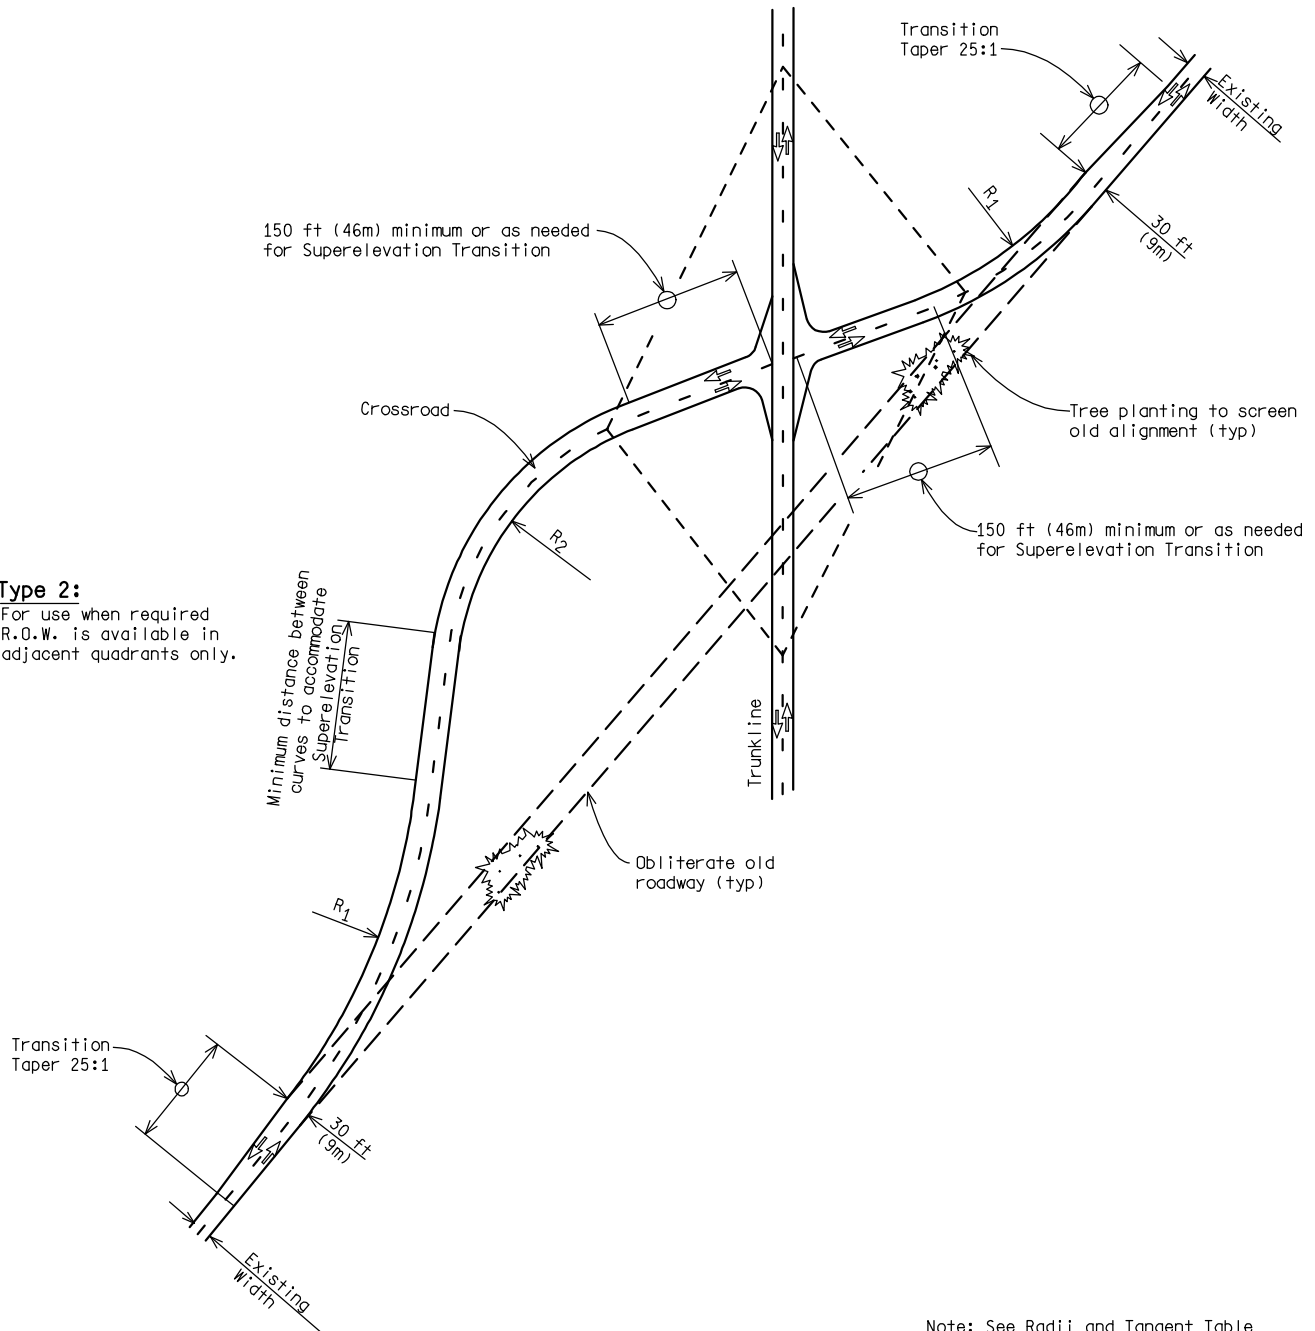 Transition
Taper 25:1
Existing
Width
R1
30 ft
(9m)
150 ft (46m) minimum or as needed
for Superelevation Transition
Crossroad
Tree planting to screen
old alignment (typ)
R2
150 ft (46m) minimum or as needed
for Superelevation Transition
Type 2:
For use when required
R.O.W. is available in
adjacent quadrants only.
Minimum distance between
curves to accommodate
Superelevation
Transition
Trunkline
Obliterate old
roadway (typ)
R1
Transition
Taper 25:1
30 ft
(9m)
Existing
Width
Note: See Radii and Tangent Table